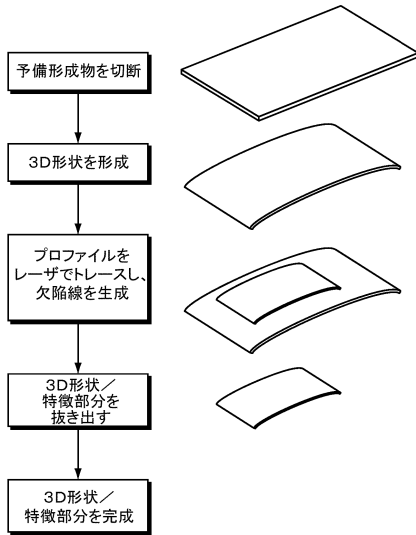 予備形成物を切断
3D形状を形成
プロファイルを
レーザでトレースし、
欠陥線を生成
3D形状／
特徴部分を
抜き出す
3D形状／
特徴部分を完成